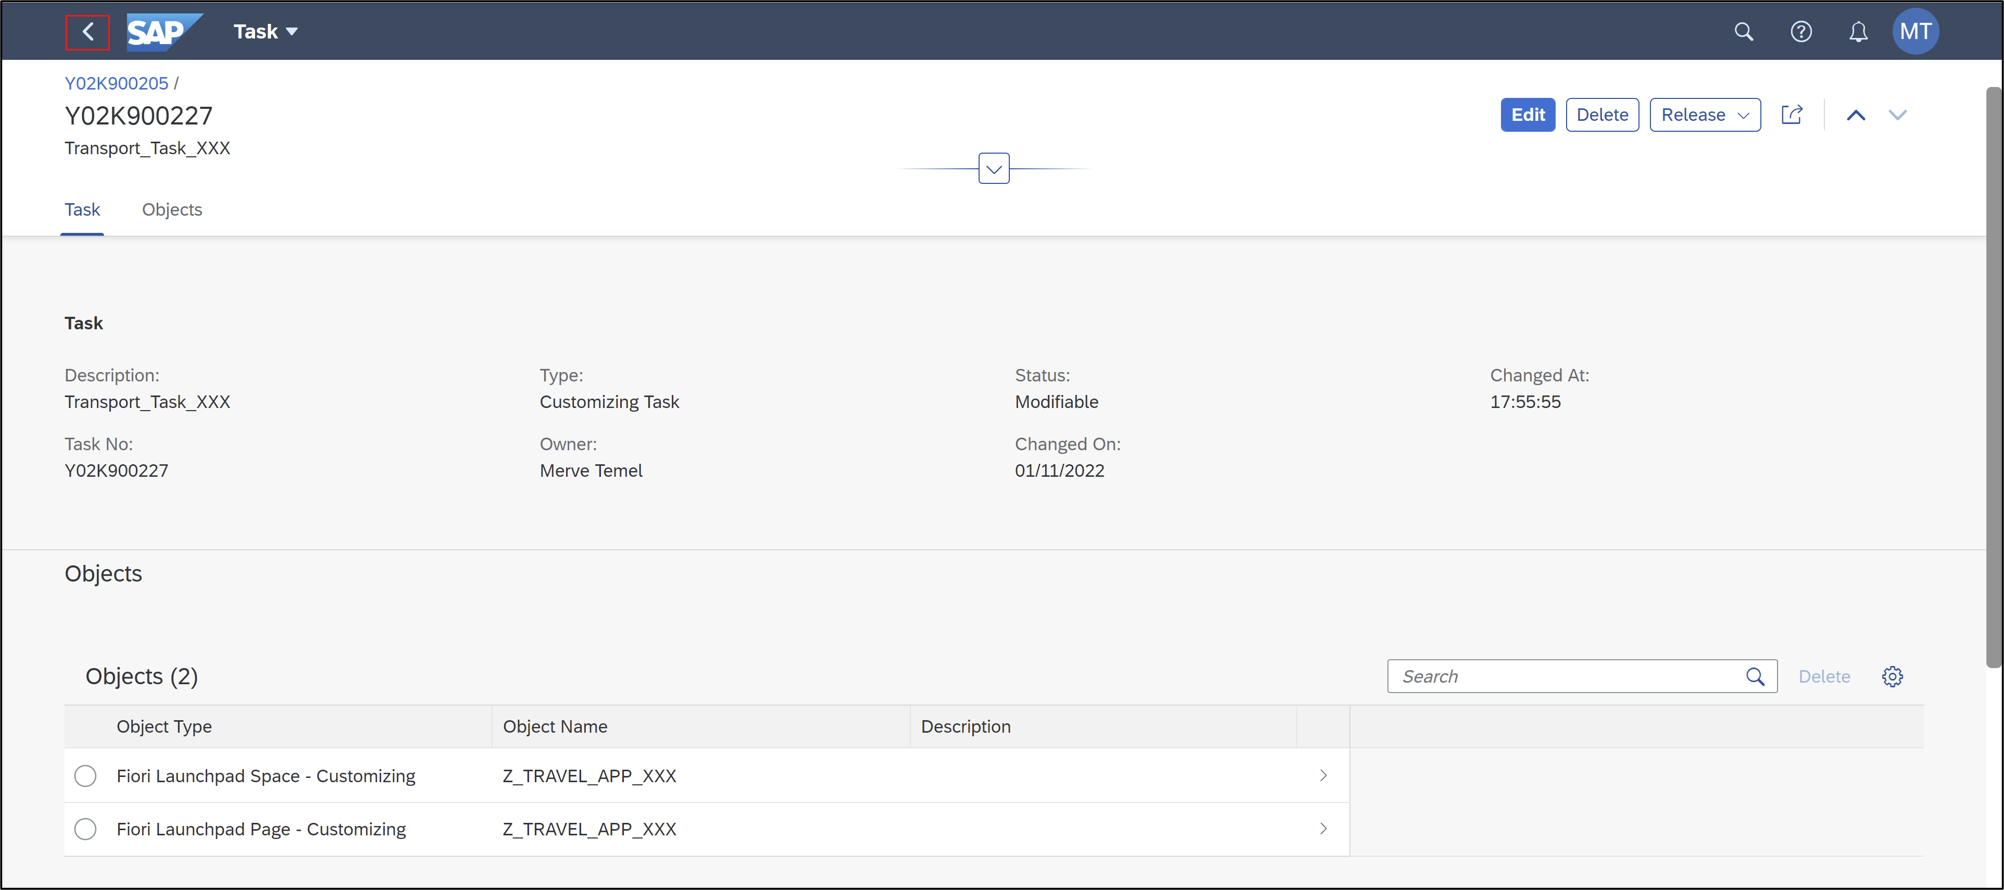 SAP Task
MT
Y02K900205 /
Y02K900227
Transport_Task_XXX
Edit Delete Release
Task Objects
Task
Description: Type: Status: Changed At:
Transport_Task_XXX Customizing Task Modifiable 17:55:55
Task No: Owner: Changed On:
Y02K900227 Merve Temel 01/11/2022
Objects
Objects (2) Search Delete
Object Type Object Name Description
Fiori Launchpad Space - Customizing Z_TRAVEL_APP_XXX
Fiori Launchpad Page - Customizing Z_TRAVEL_APP_XXX